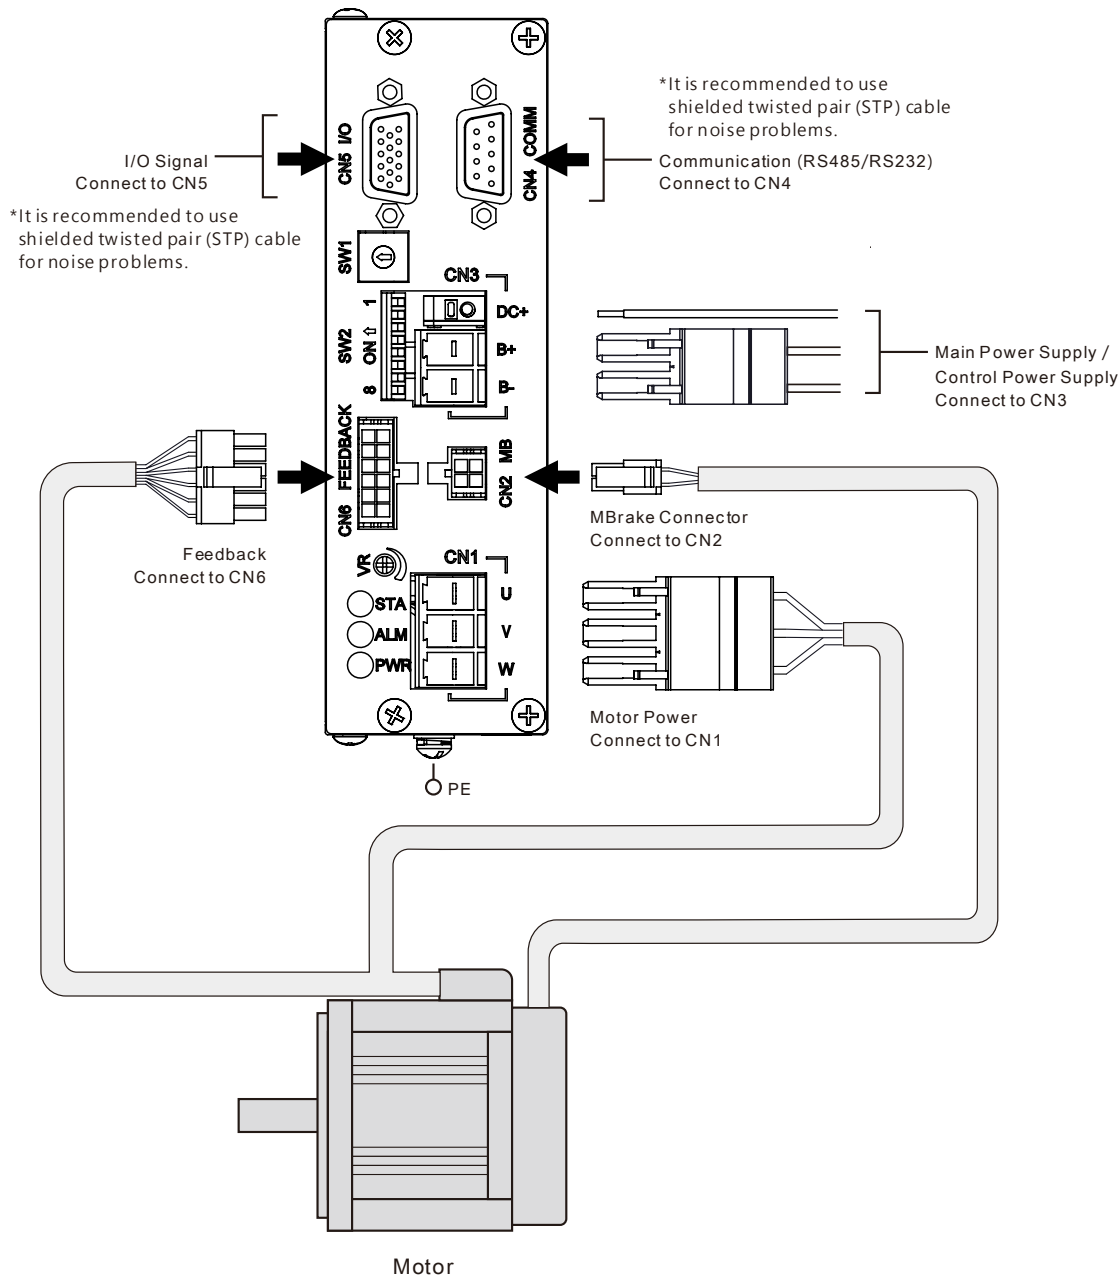 *It is recommended to use
shielded twisted pair (STP) cable
for noise problems.
I/O Signal
Connect to CN5
*It is recommended to use
shielded twisted pair (STP) cable
for noise problems.
Communication (RS485/RS232)
Connect to CN4
CN5 I/O
CN4 COMM
SW1
CN3
DC+
B+
B-
SW2
1
ON ⇧
8
Main Power Supply /
Control Power Supply
Connect to CN3
CN6 FEEDBACK
CN2 MB
Feedback
Connect to CN6
MBrake Connector
Connect to CN2
VR
CN1
STA
ALM
PWR
U
V
W
Motor Power
Connect to CN1
PE
Motor